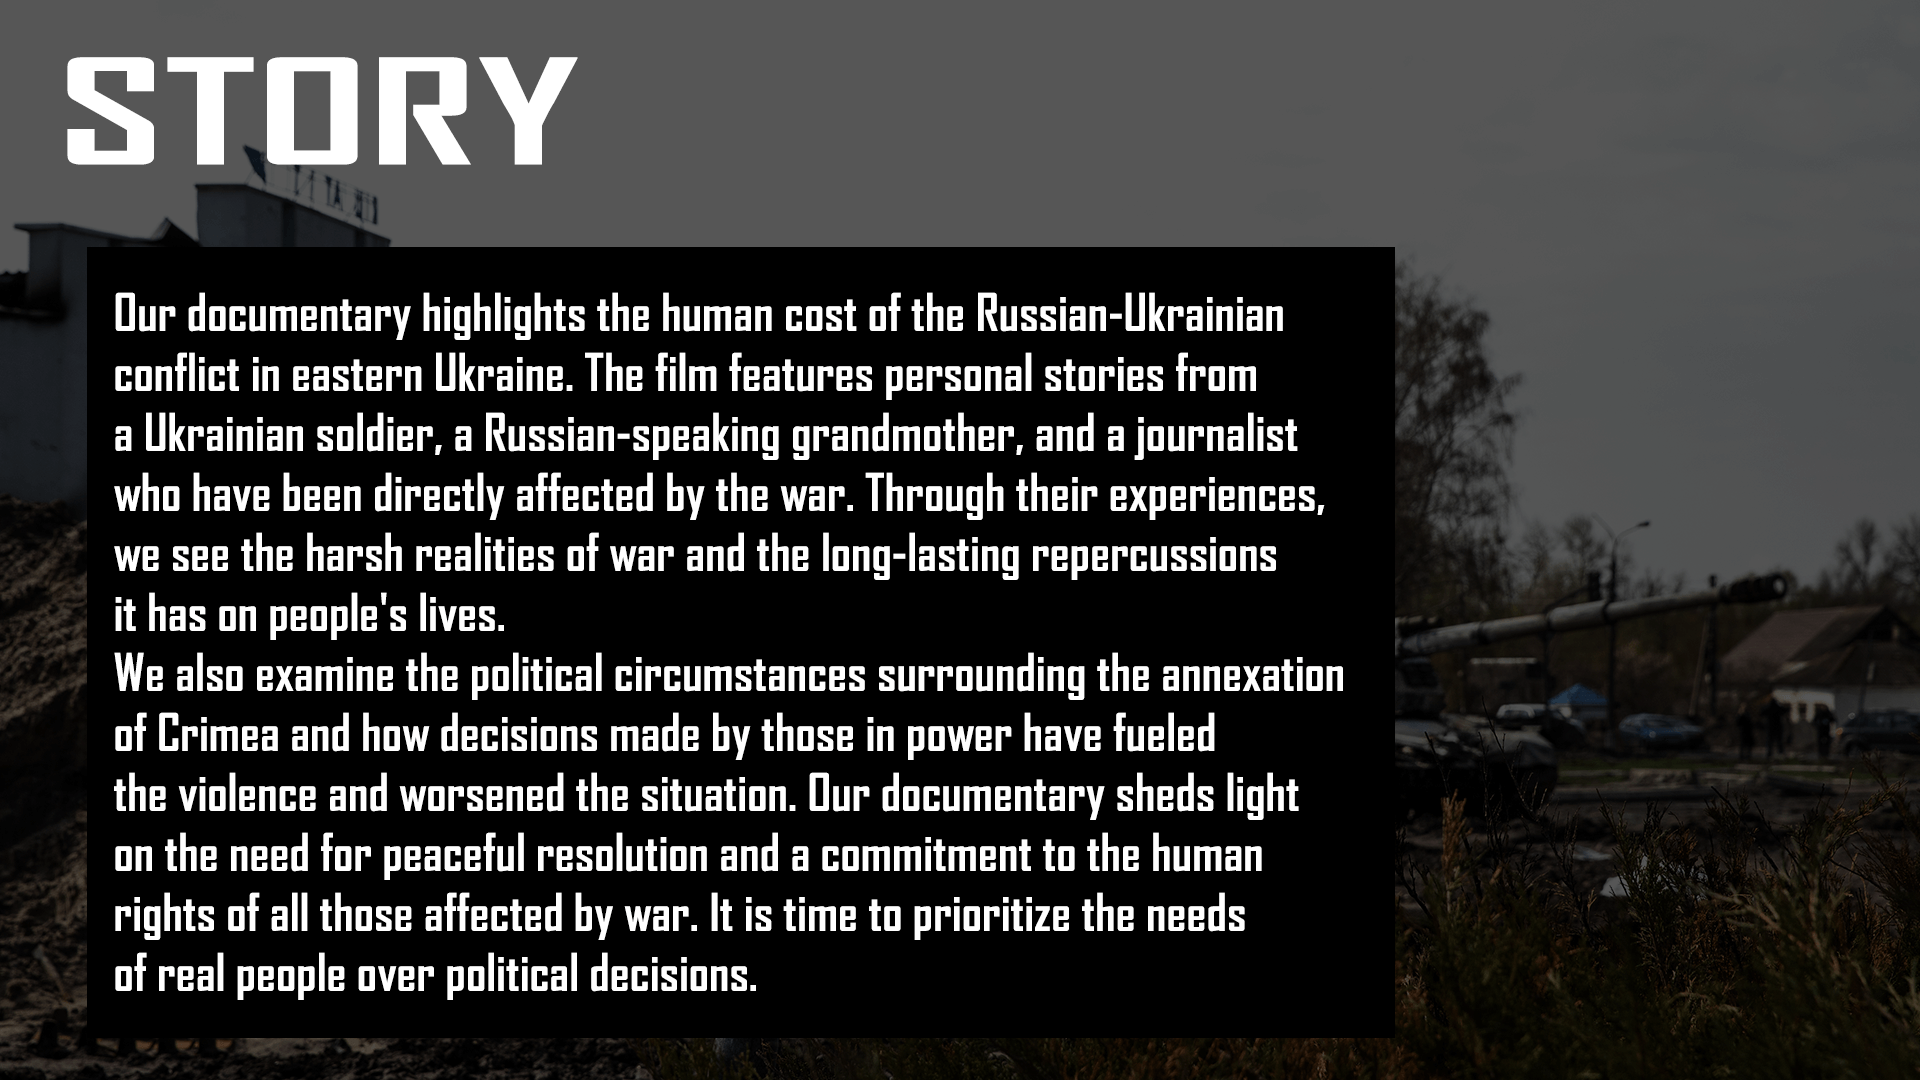 STORY
Our documentary highlights the human cost of the Russian-Ukrainian
conflict in eastern Ukraine. The film features personal stories from
a Ukrainian soldier, a Russian-speaking grandmother, and a journalist
who have been directly affected by the war. Through their experiences,
we see the harsh realities of war and the long-lasting repercussions
it has on people's lives.
We also examine the political circumstances surrounding the annexation
of Crimea and how decisions made by those in power have fueled
the violence and worsened the situation. Our documentary sheds light
on the need for peaceful resolution and a commitment to the human
rights of all those affected by war. It is time to prioritize the needs
of real people over political decisions.